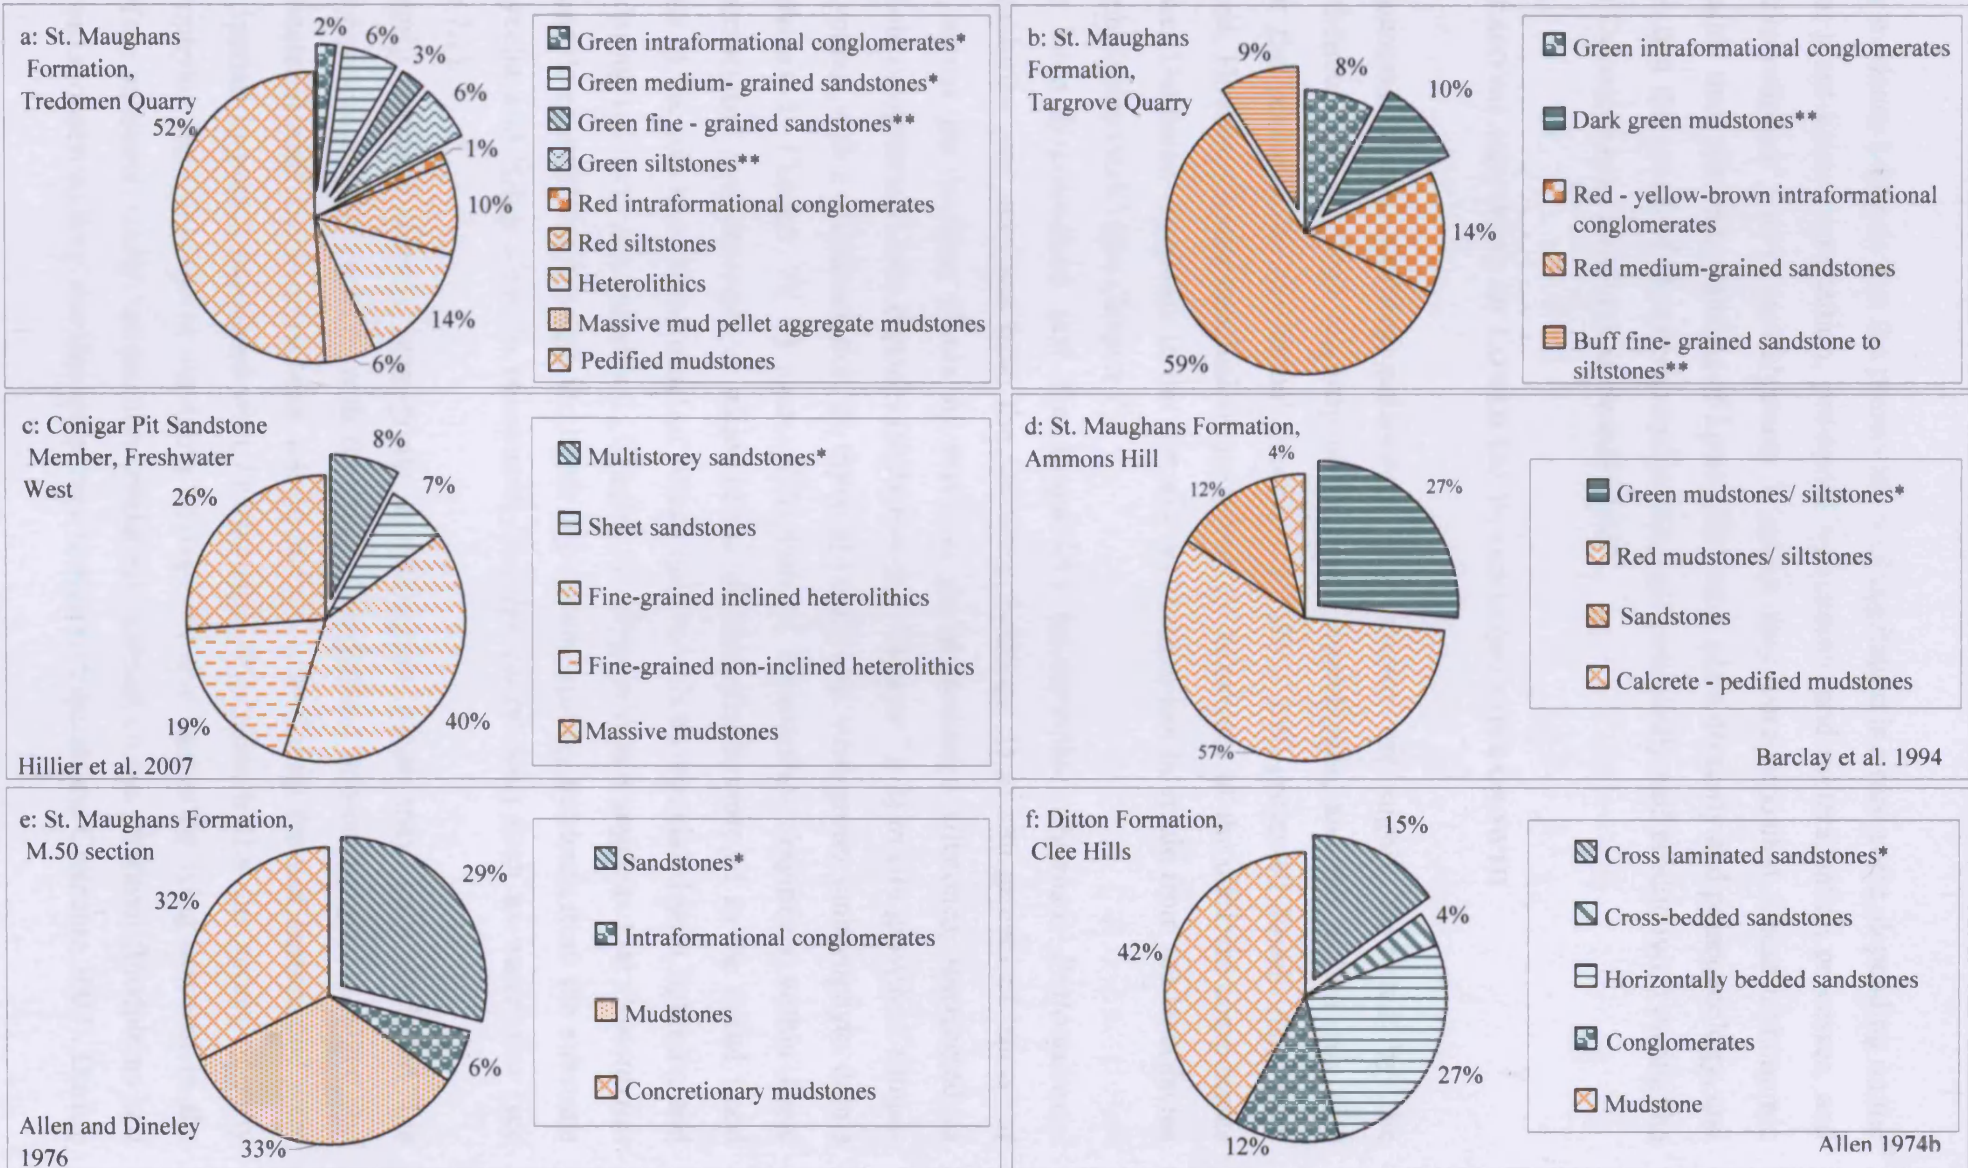 a: St. Maughans
Formation,
Tredomen Quarry
2%
6%
3%
6%
1%
10%
14%
6%
52%
Green intraformational conglomerates*
Green medium- grained sandstones*
Green fine - grained sandstones**
Green siltstones**
Red intraformational conglomerates
Red siltstones
Heterolithics
Massive mud pellet aggregate mudstones
Pedified mudstones
b: St. Maughans
Formation,
Targrove Quarry
9%
8%
10%
14%
59%
Green intraformational conglomerates
Dark green mudstones**
Red - yellow-brown intraformational
conglomerates
Red medium-grained sandstones
Buff fine- grained sandstone to
siltstones**
c: Conigar Pit Sandstone
Member, Freshwater
West
8%
7%
40%
19%
26%
Hillier et al. 2007
Multistorey sandstones*
Sheet sandstones
Fine-grained inclined heterolithics
Fine-grained non-inclined heterolithics
Massive mudstones
d: St. Maughans Formation,
Ammons Hill
4%
12%
27%
57%
Green mudstones/ siltstones*
Red mudstones/ siltstones
Sandstones
Calcrete - pedified mudstones
Barclay et al. 1994
e: St. Maughans Formation,
M.50 section
29%
6%
33%
32%
Allen and Dineley
1976
Sandstones*
Intraformational conglomerates
Mudstones
Concretionary mudstones
f: Ditton Formation,
Clee Hills
15%
4%
27%
12%
42%
Cross laminated sandstones*
Cross-bedded sandstones
Horizontally bedded sandstones
Conglomerates
Mudstone
Allen 1974b